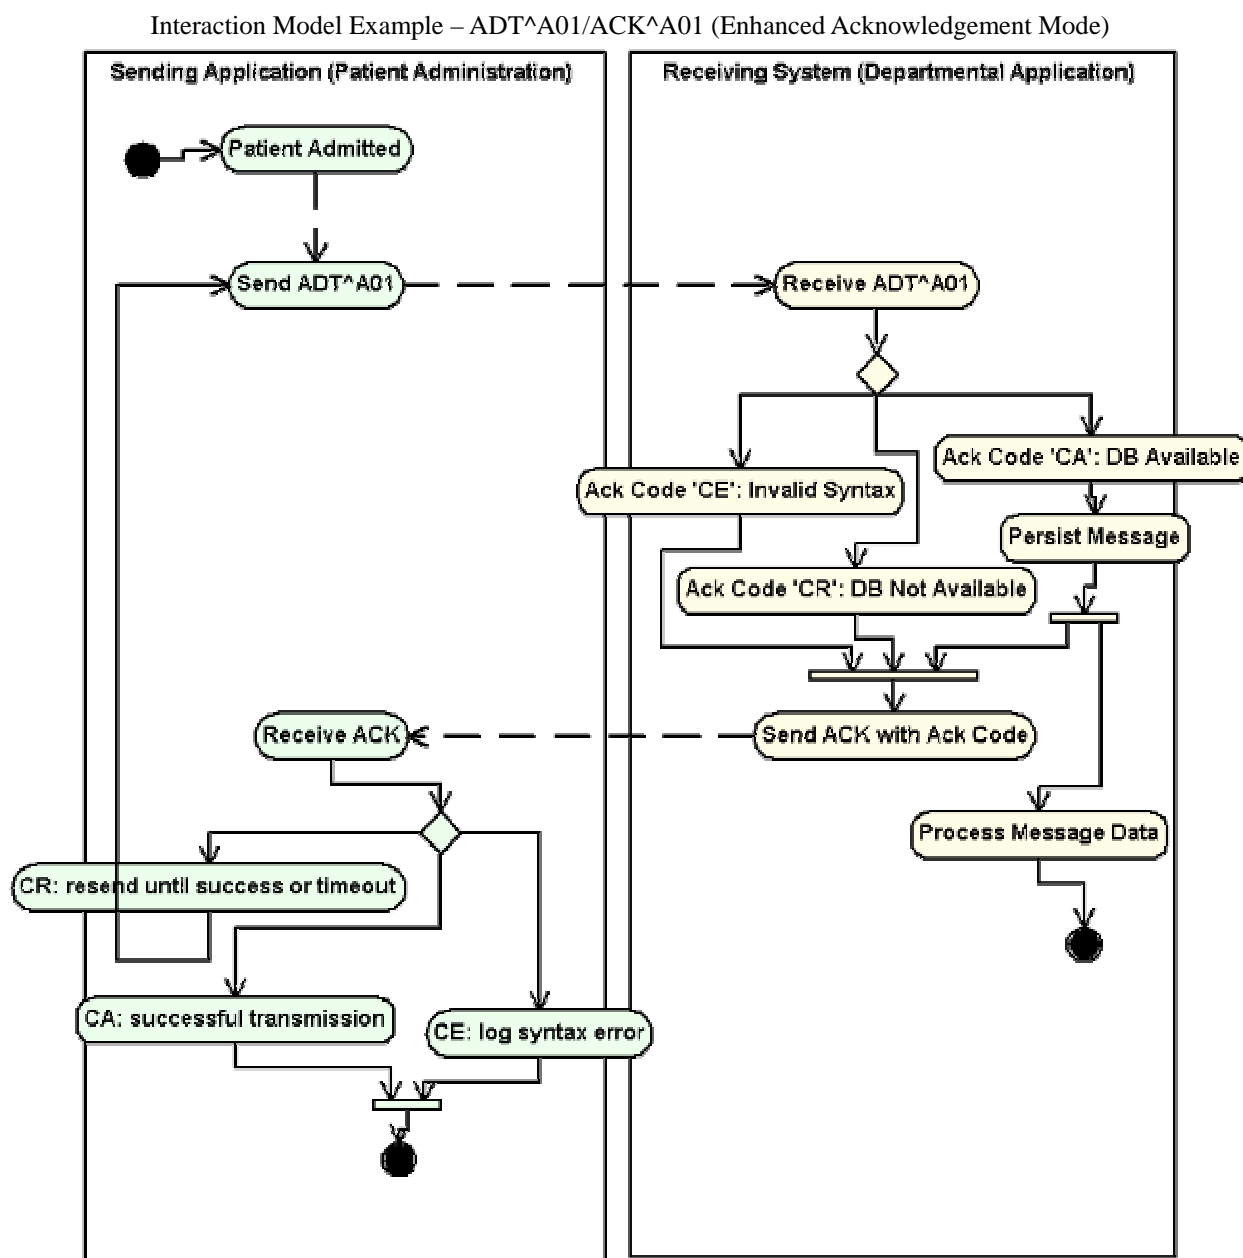 Interaction Model Example – ADT^A01/ACK^A01 (Enhanced Acknowledgement Mode)
Sending Application (Patient Administration)
Receiving System (Departmental Application)
Patient Admitted
Send ADT^A01
Receive ADT^A01
Ack Code 'CA': DB Available
Ack Code 'CE': Invalid Syntax
Persist Message
Ack Code 'CR': DB Not Available
Receive ACK
Send ACK with Ack Code
Process Message Data
CR: resend until success or timeout
CA: successful transmission
CE: log syntax error